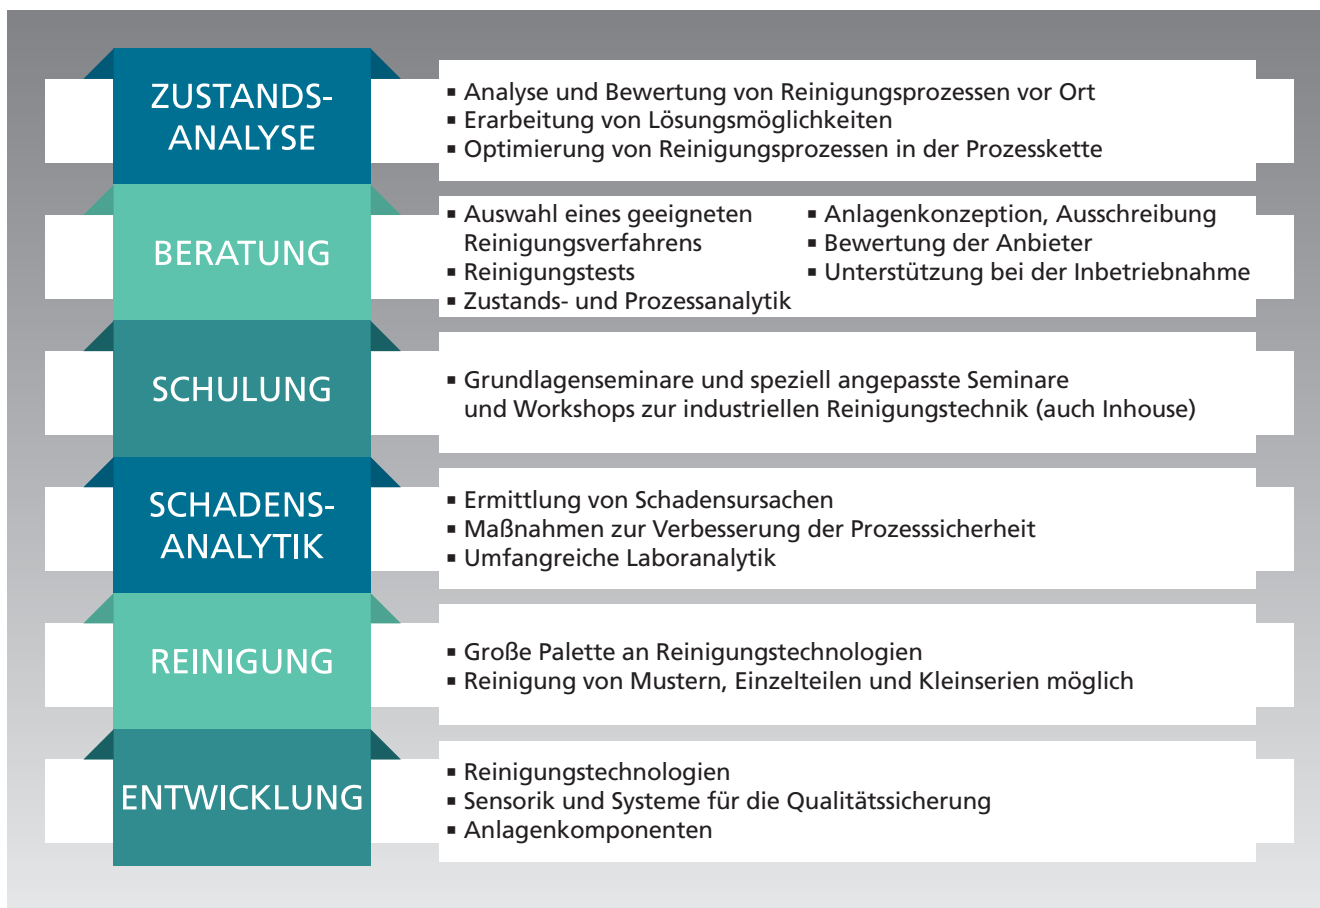 ZUSTANDS-
ANALYSE
▪ Analyse und Bewertung von Reinigungsprozessen vor Ort
▪ Erarbeitung von Lösungsmöglichkeiten
▪ Optimierung von Reinigungsprozessen in der Prozesskette
BERATUNG
▪ Auswahl eines geeigneten
Reinigungsverfahrens
▪ Reinigungstests
▪ Zustands- und Prozessanalytik
▪ Anlagenkonzeption, Ausschreibung
▪ Bewertung der Anbieter
▪ Unterstützung bei der Inbetriebnahme
SCHULUNG
▪ Grundlagenseminare und speziell angepasste Seminare
und Workshops zur industriellen Reinigungstechnik (auch Inhouse)
SCHADENS-
ANALYTIK
▪ Ermittlung von Schadensursachen
▪ Maßnahmen zur Verbesserung der Prozesssicherheit
▪ Umfangreiche Laboranalytik
REINIGUNG
▪ Große Palette an Reinigungstechnologien
▪ Reinigung von Mustern, Einzelteilen und Kleinserien möglich
ENTWICKLUNG
▪ Reinigungstechnologien
▪ Sensorik und Systeme für die Qualitätssicherung
▪ Anlagenkomponenten